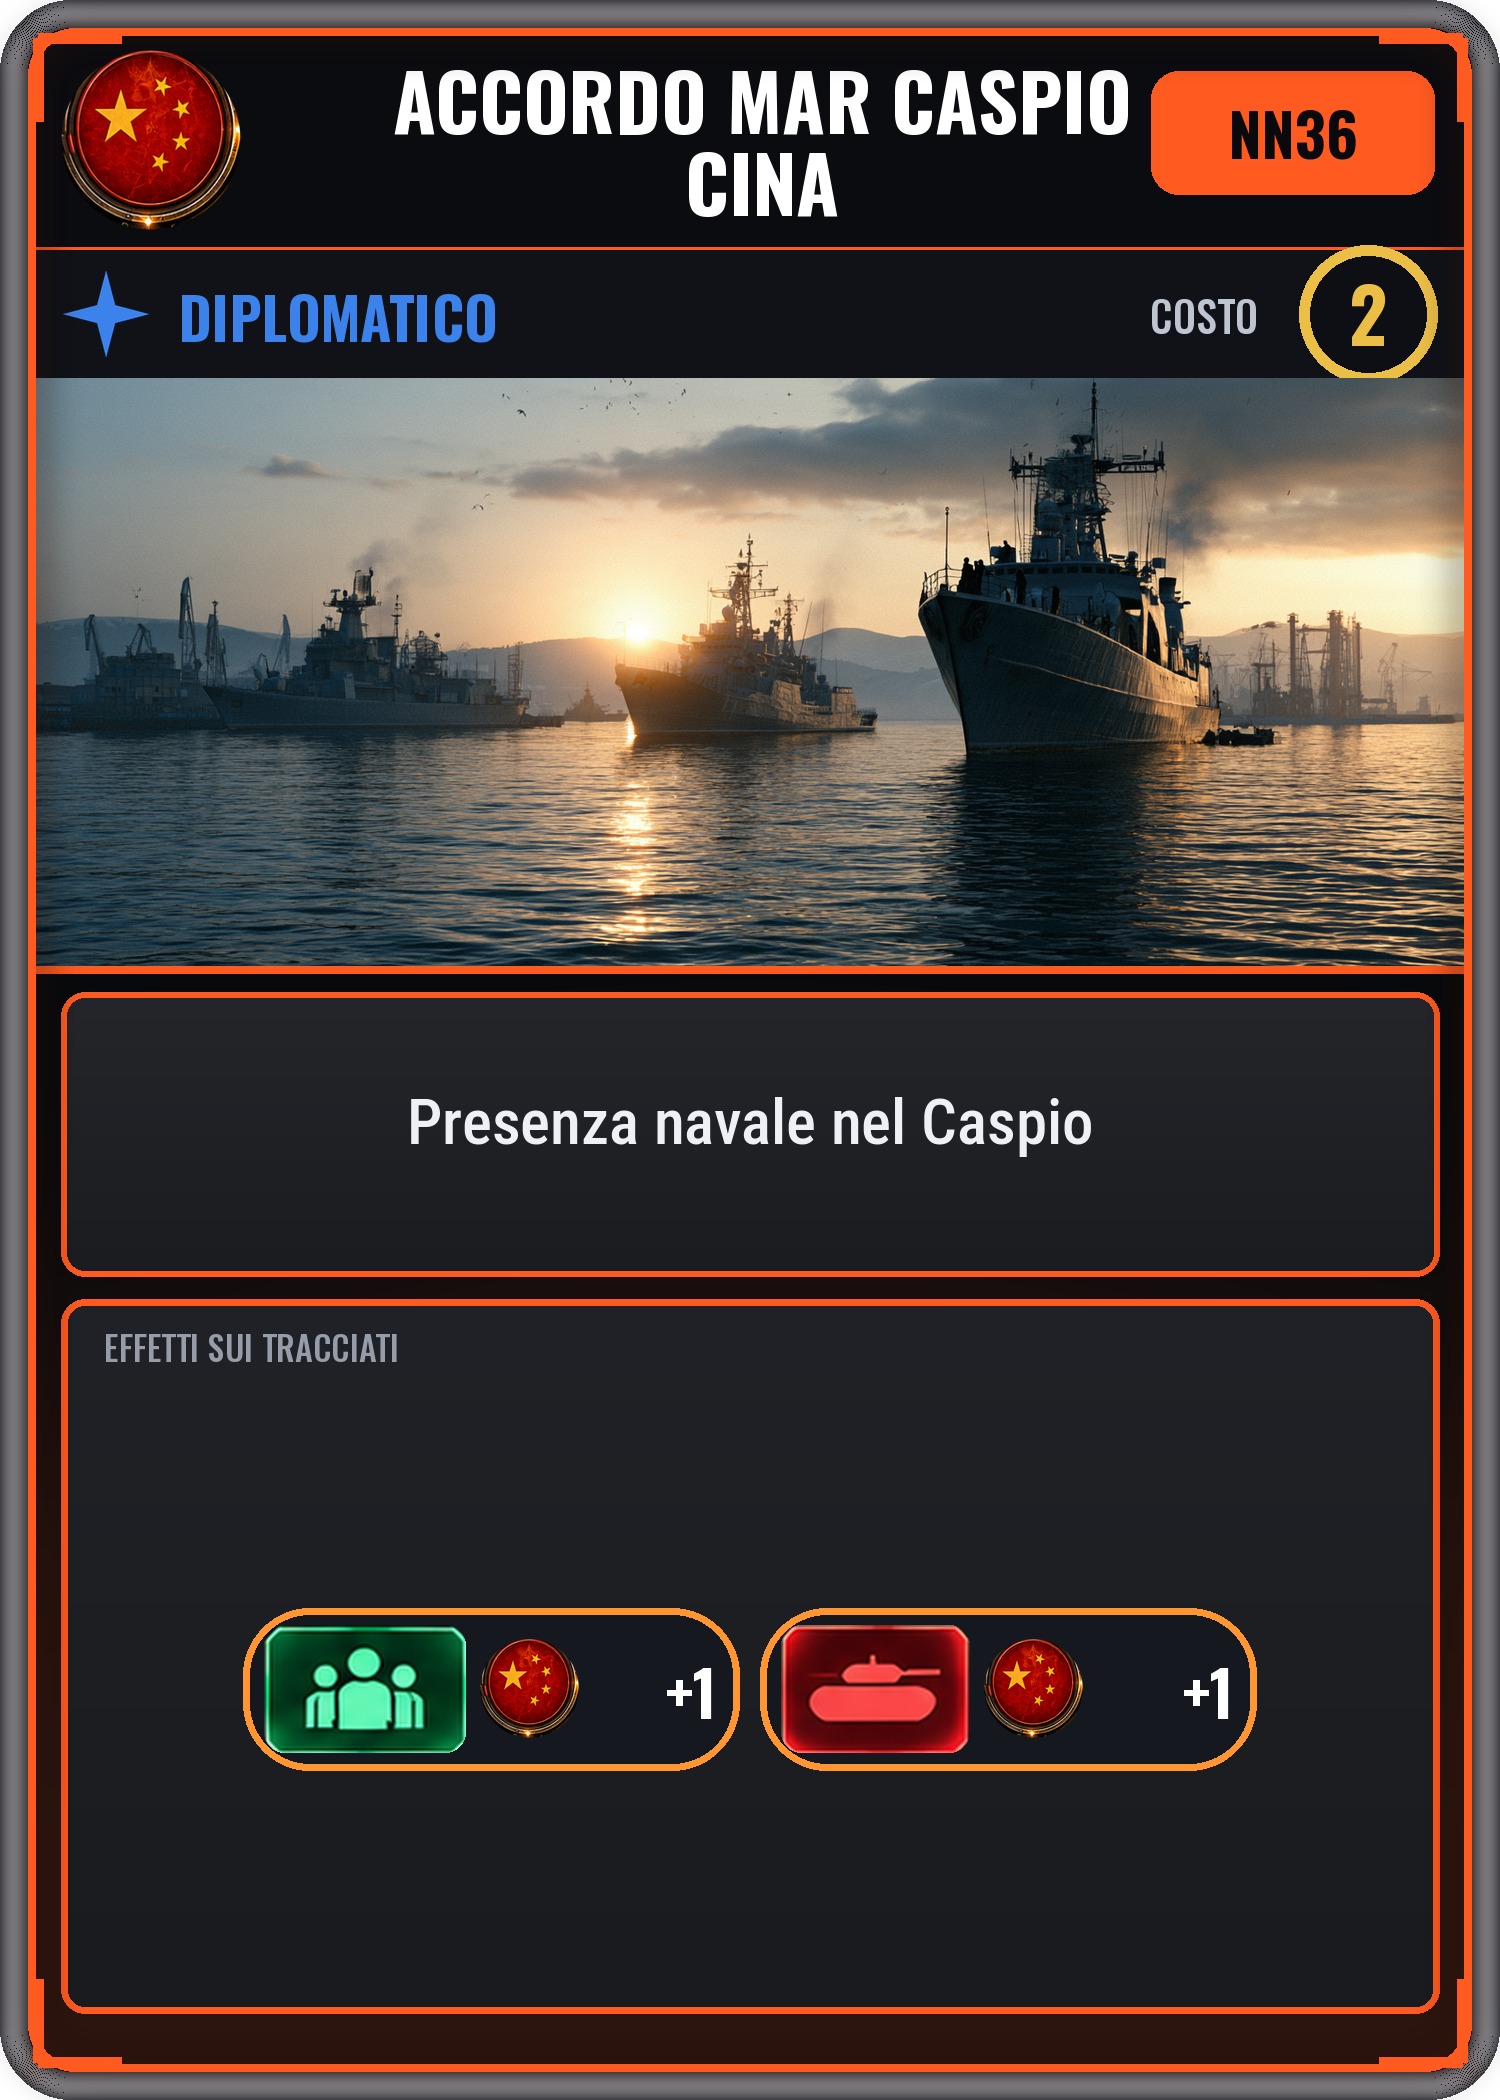 ACCORDO MAR CASPIO
CINA
NN36
DIPLOMATICO
COSTO
2
Presenza navale nel Caspio
EFFETTI SUI TRACCIATI
+1
+1